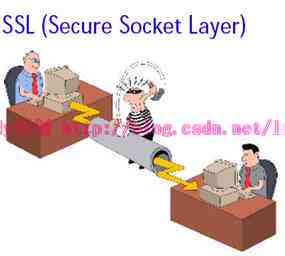 SSL (Secure Socket Layer)
http://blog.csdn.net/l